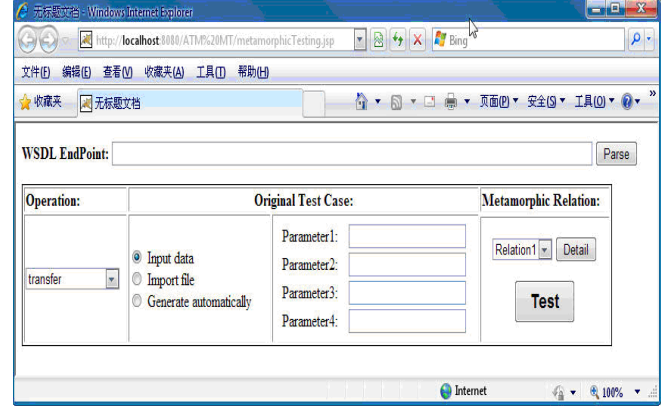 无标题文档 - Windows Internet Explorer
http://localhost:8080/ATM%20MT/metamorphicTesting.jsp
Bing
文件(F) 编辑(E) 查看(V) 收藏夹(A) 工具(T) 帮助(H)
收藏夹 无标题文档 页面(P) 安全(S) 工具(O) »
WSDL EndPoint: Parse
Operation: Original Test Case: Metamorphic Relation:
transfer
Input data
Import file
Generate automatically
Parameter1:
Parameter2:
Parameter3:
Parameter4:
Relation1 Detail
Test
Internet 100%